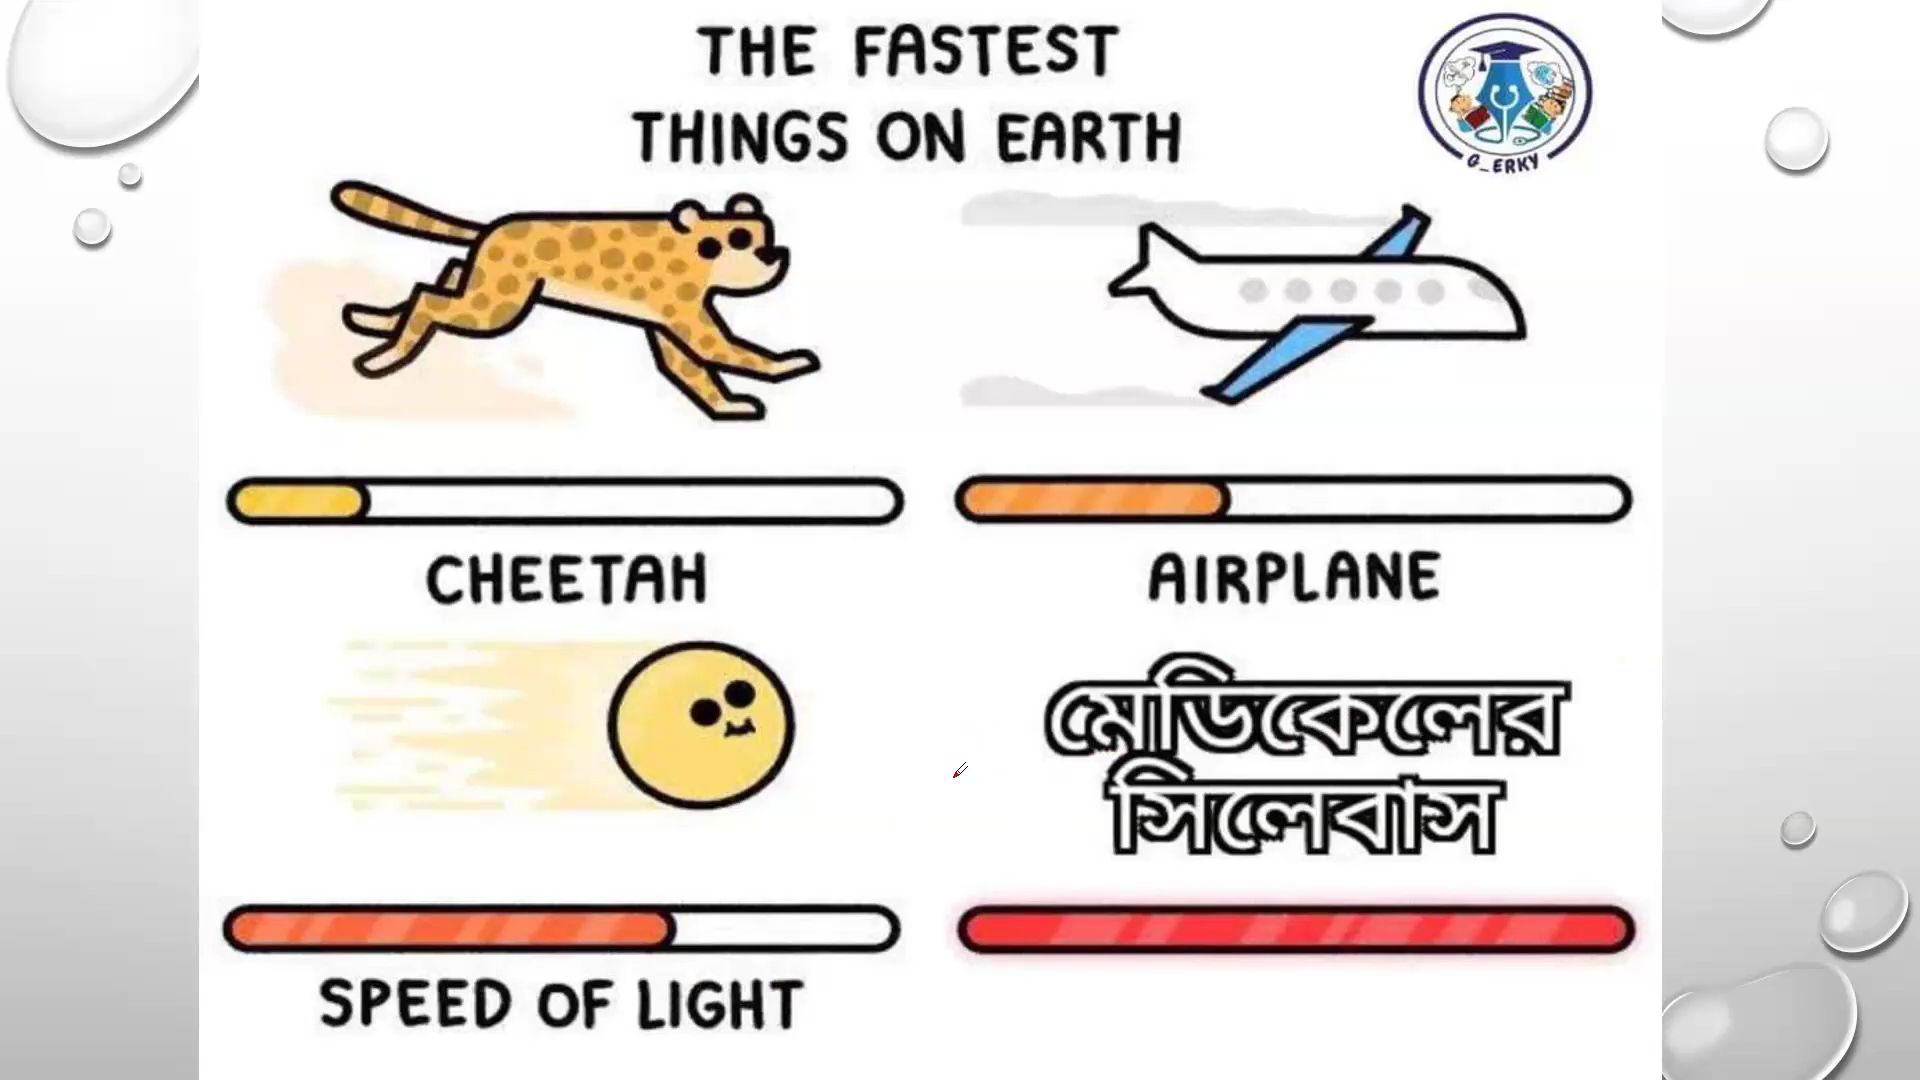 THE FASTEST
THINGS ON EARTH
G_ERKY
CHEETAH
AIRPLANE
মেডিকেলের
সিলেবাস
SPEED OF LIGHT